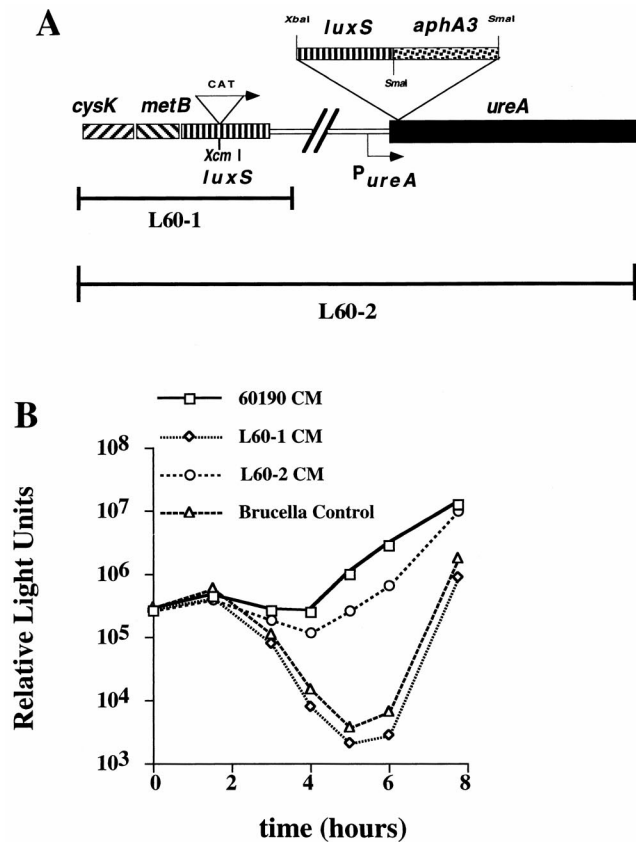 A
XbaI luxS aphA3 SmaI
SmaI
CAT
cysK metB ureA
Xcm I
luxS
PureA
L60-1
L60-2
B
60190 CM
L60-1 CM
L60-2 CM
Brucella Control
Relative Light Units
10^8
10^7
10^6
10^5
10^4
10^3
0 2 4 6 8
time (hours)